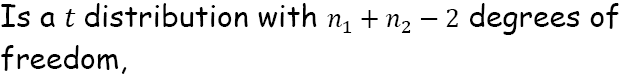 Is a t distribution with n₁ + n₂ − 2 degrees of
freedom,